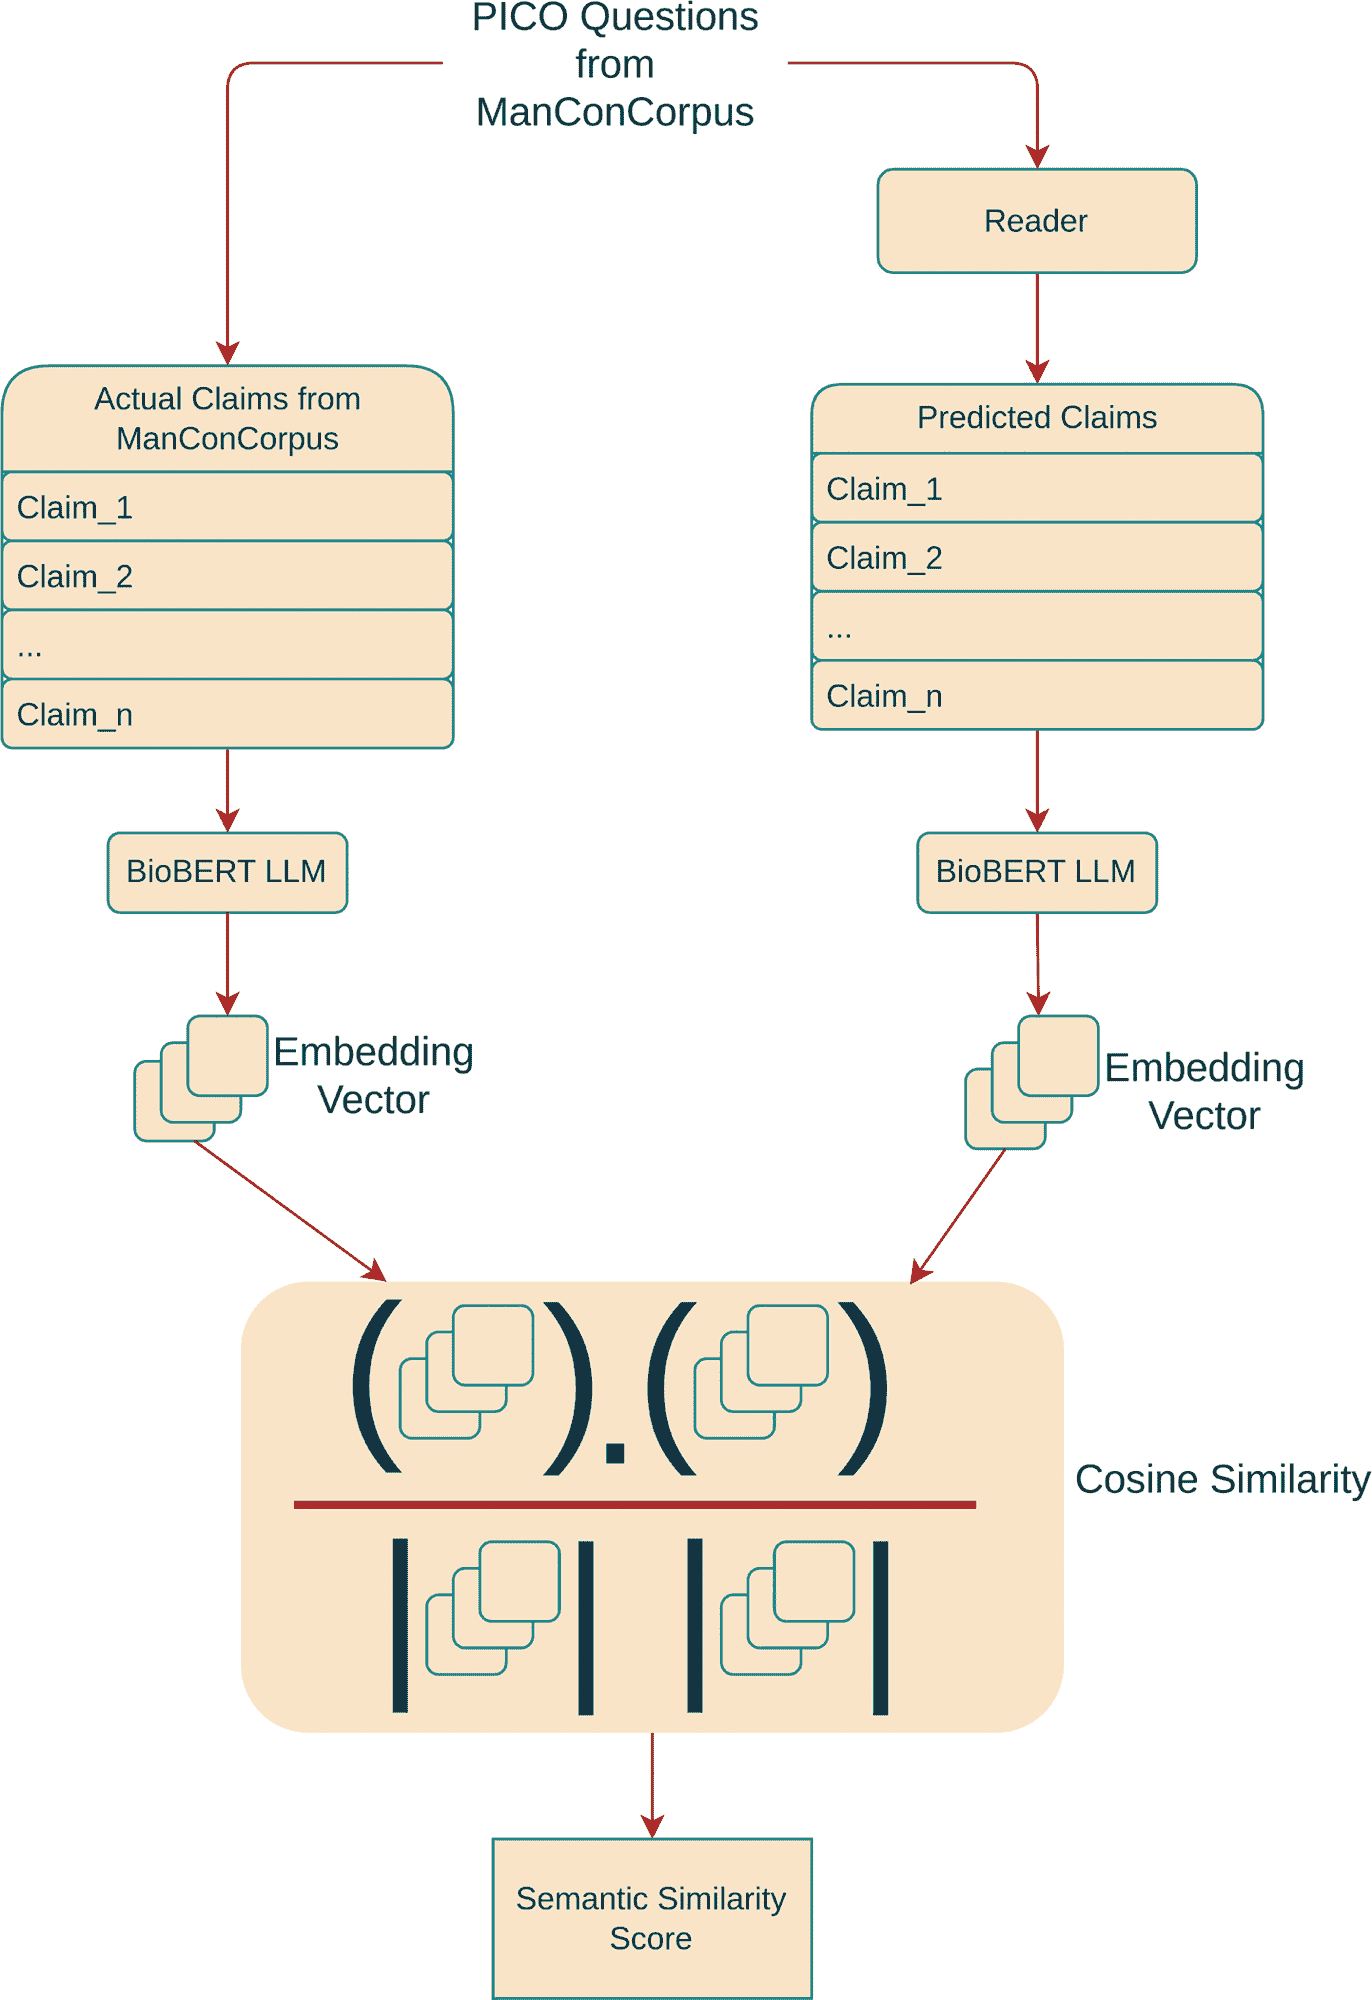 PICO Questions
from
ManConCorpus
Reader
Actual Claims from
ManConCorpus
Claim_1
Claim_2
...
Claim_n
Predicted Claims
Claim_1
Claim_2
...
Claim_n
BioBERT LLM
BioBERT LLM
Embedding
Vector
Embedding
Vector
( ) . ( )
| | | |
Cosine Similarity
Semantic Similarity
Score